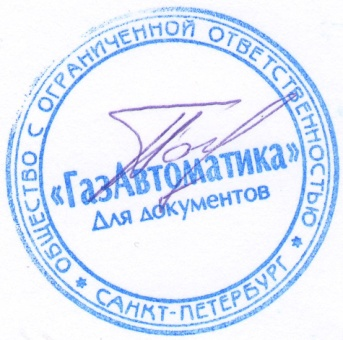 ОБЩЕСТВО С ОГРАНИЧЕННОЙ ОТВЕТСТВЕННОСТЬЮ
«ГазАвтоматика»
Для документов
* САНКТ-ПЕТЕРБУРГ *